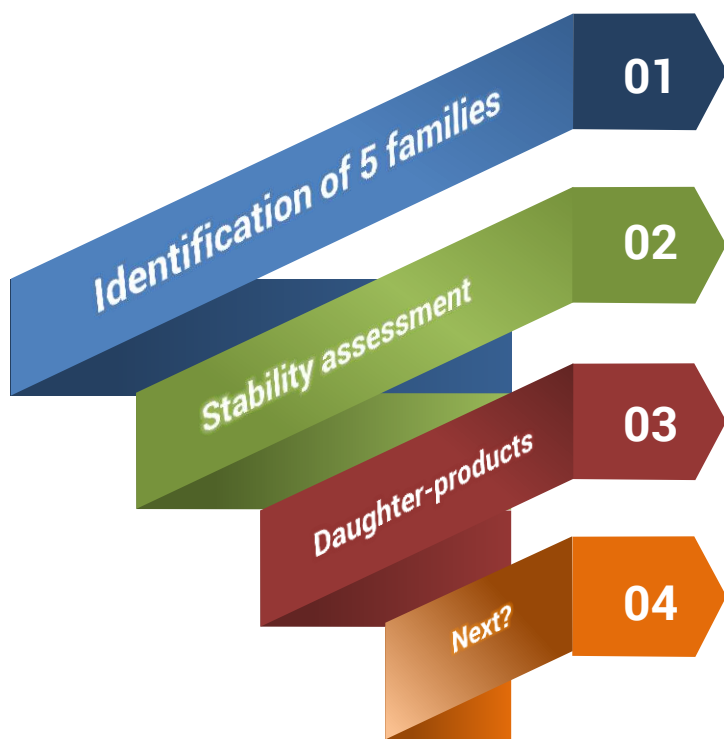 Identification of 5 families
01
Stability assessment
02
Daughter-products
03
Next?
04